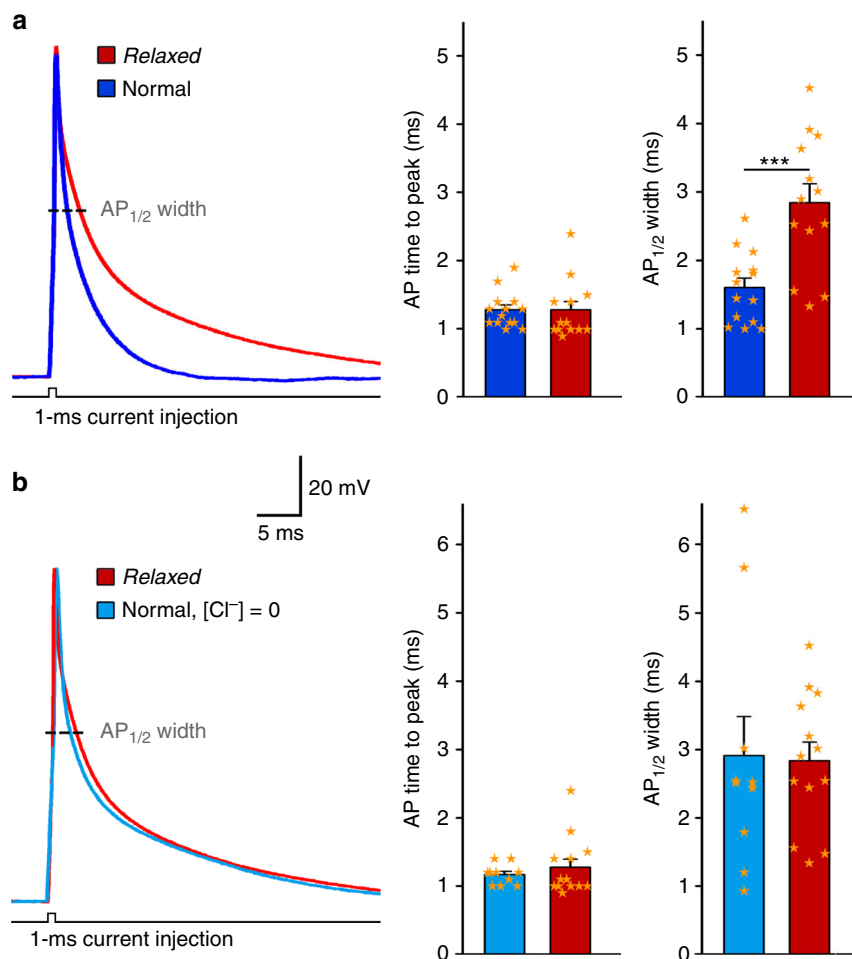 a
Relaxed
Normal
AP1/2 width
1-ms current injection
AP time to peak (ms)
5
4
3
2
1
0
AP1/2 width (ms)
5
4
3
2
1
0
***
b
20 mV
5 ms
Relaxed
Normal, [Cl–] = 0
AP1/2 width
1-ms current injection
AP time to peak (ms)
6
5
4
3
2
1
0
AP1/2 width (ms)
6
5
4
3
2
1
0